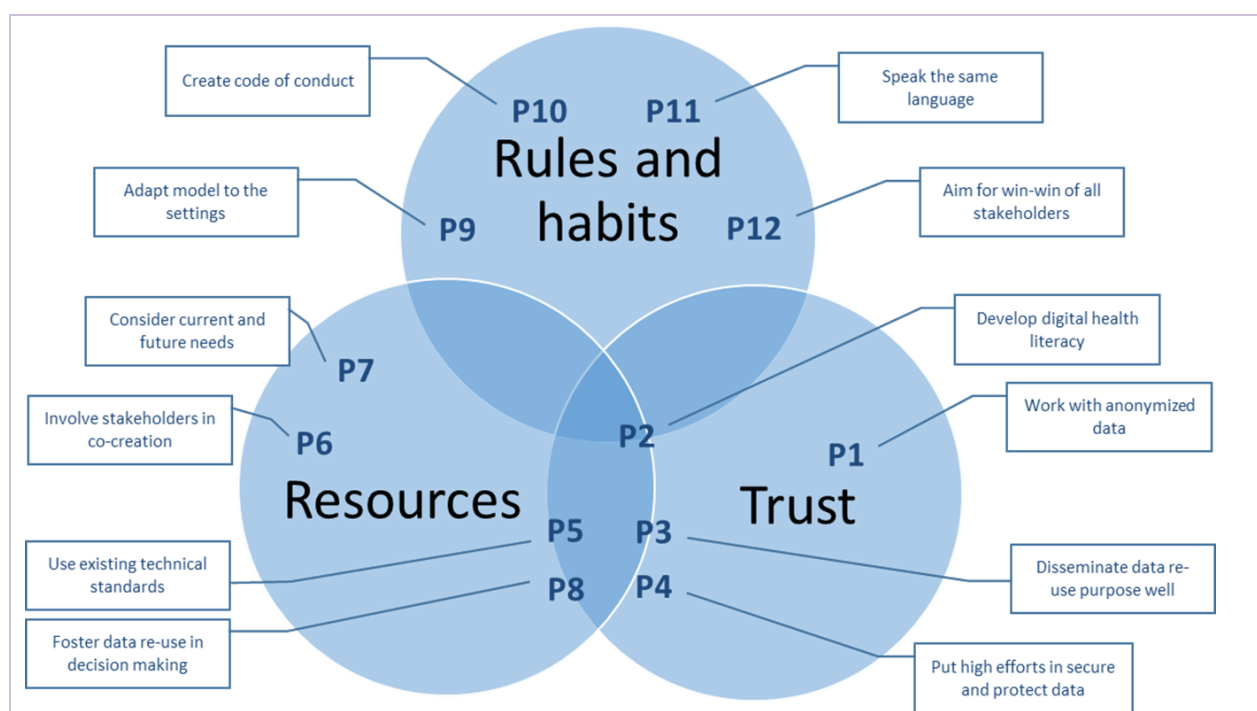 Create code of conduct
Speak the same
language
P10
P11
Rules and
habits
Adapt model to the
settings
Aim for win-win of all
stakeholders
P9
P12
Consider current and
future needs
Develop digital health
literacy
P7
Involve stakeholders in
co-creation
Work with anonymized
data
P6
P2
P1
Resources
Trust
P5
P3
Use existing technical
standards
Disseminate data re-
use purpose well
P8
P4
Foster data re-use in
decision making
Put high efforts in secure
and protect data